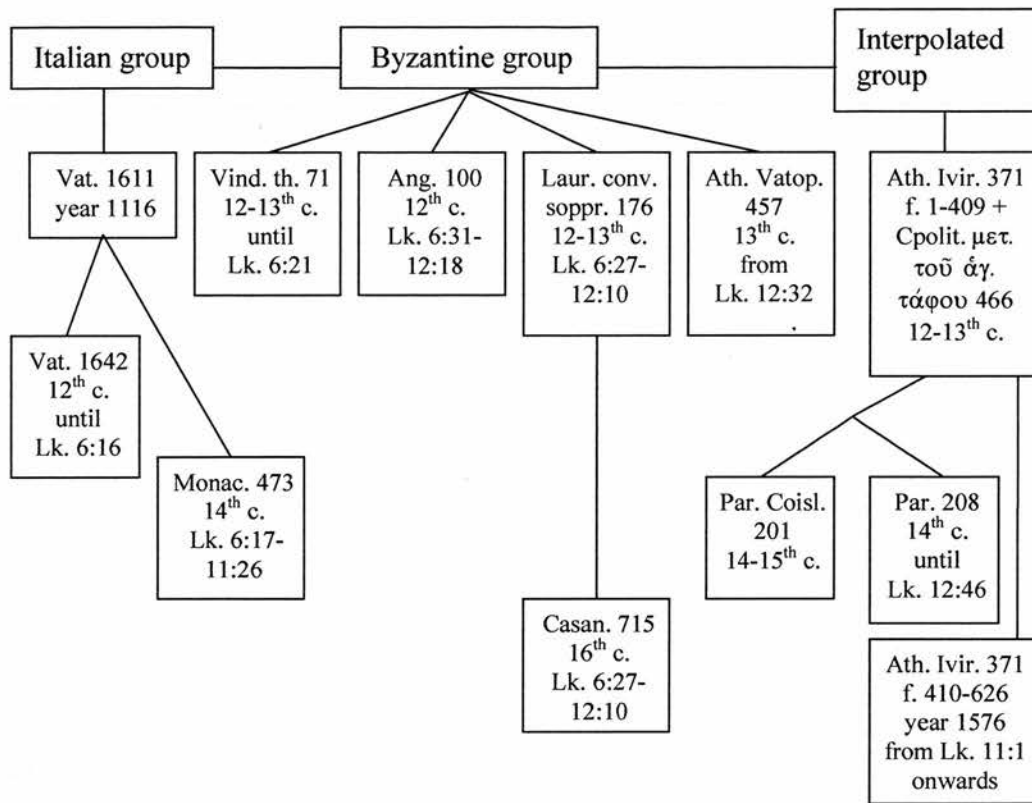 Italian group
Byzantine group
Interpolated
group
Vat. 1611
year 1116
Vind. th. 71
12-13th c.
until
Lk. 6:21
Ang. 100
12th c.
Lk. 6:31-
12:18
Laur. conv.
soppr. 176
12-13th c.
Lk. 6:27-
12:10
Ath. Vatop.
457
13th c.
from
Lk. 12:32
Ath. Ivir. 371
f. 1-409 +
Cpolit. μετ.
τοῦ ἁγ.
τάφου 466
12-13th c.
Vat. 1642
12th c.
until
Lk. 6:16
Monac. 473
14th c.
Lk. 6:17-
11:26
Par. Coisl.
201
14-15th c.
Par. 208
14th c.
until
Lk. 12:46
Casan. 715
16th c.
Lk. 6:27-
12:10
Ath. Ivir. 371
f. 410-626
year 1576
from Lk. 11:1
onwards